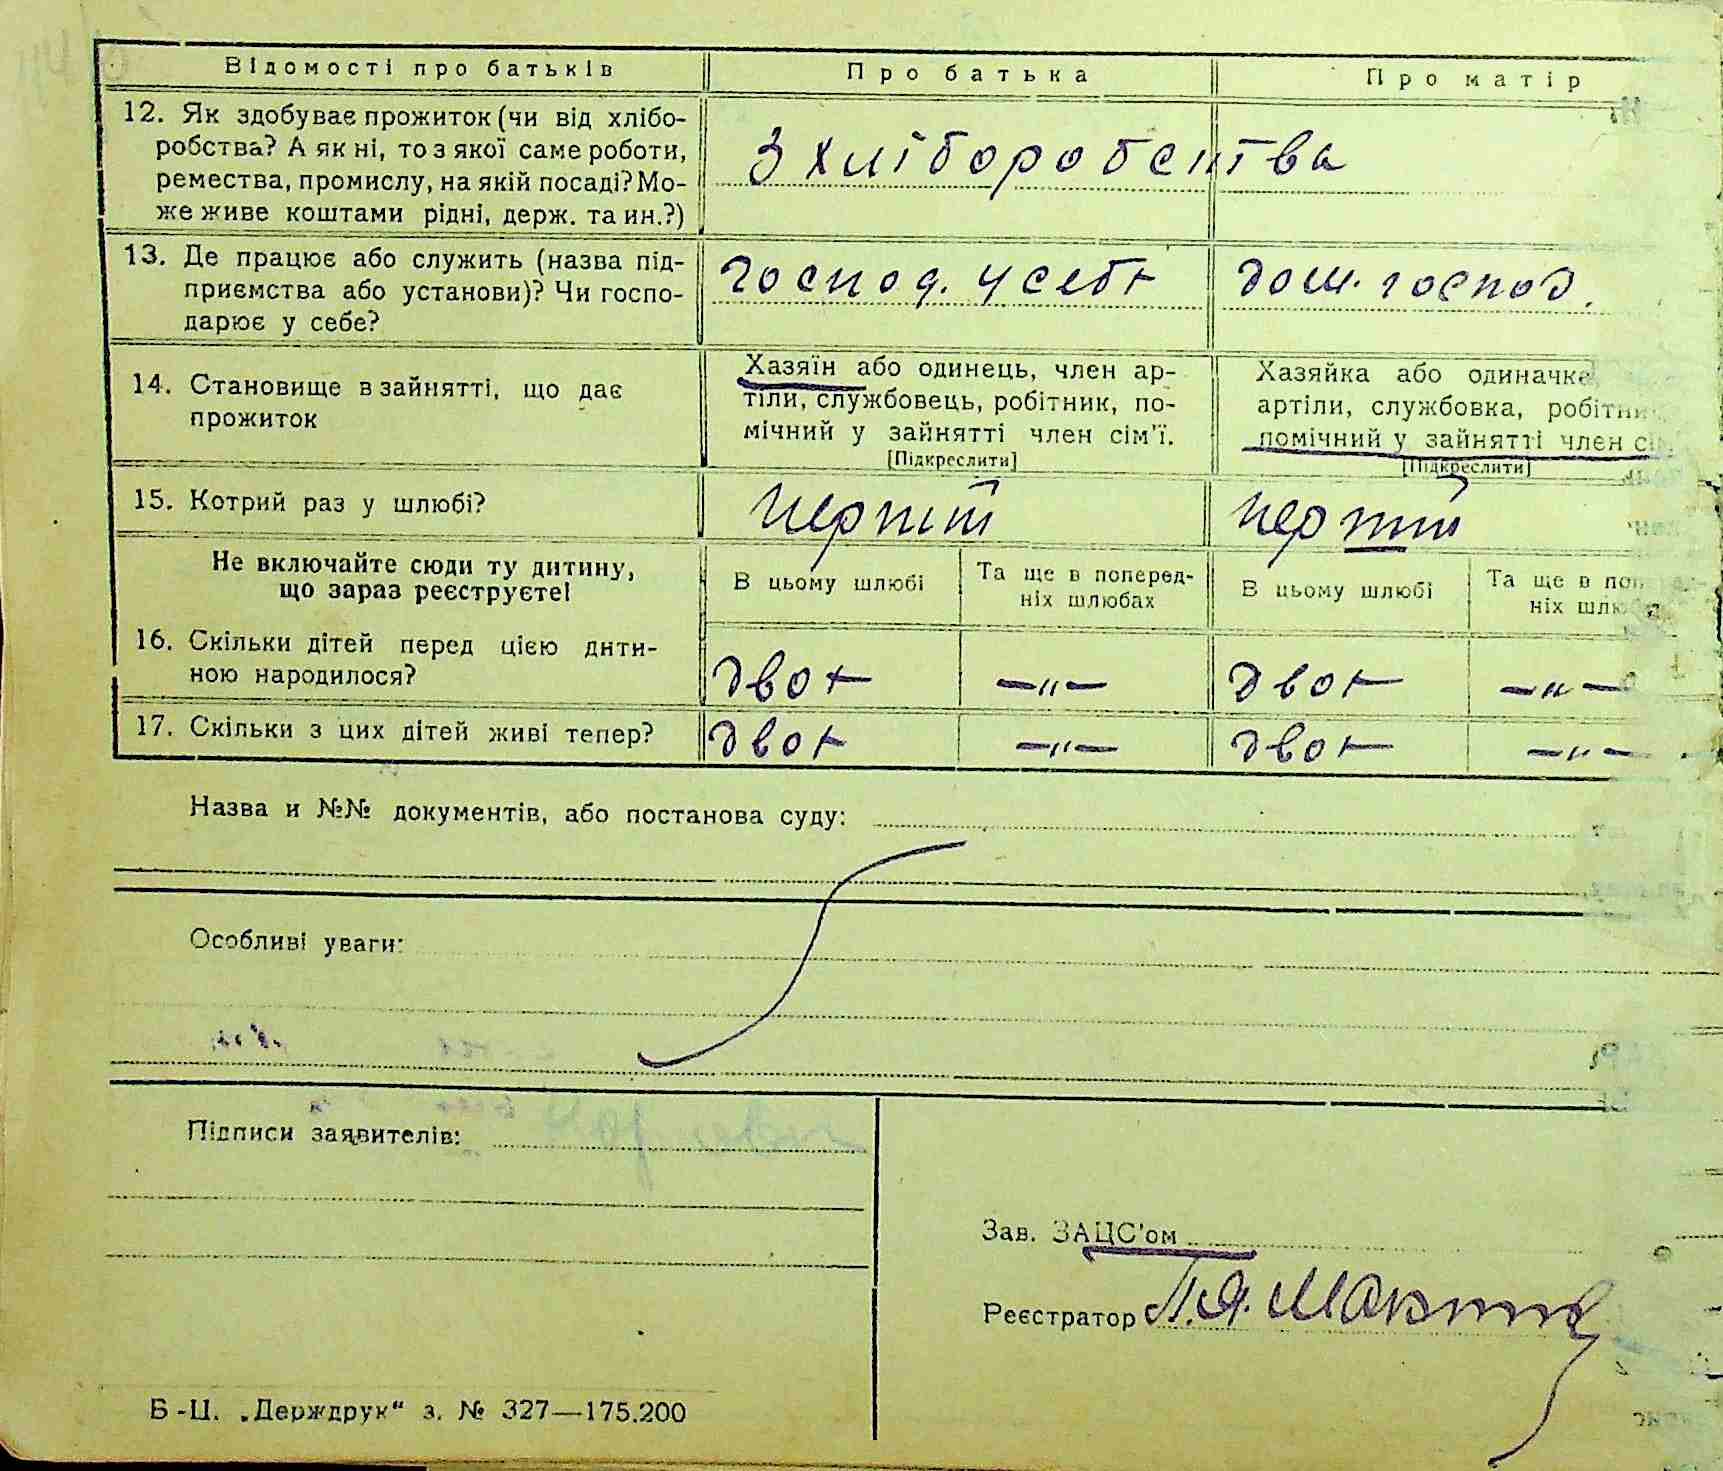 Відомості про батьків Про батька Про матір
12. Як здобуває прожиток (чи від хлібо-
робства? А як ні, то з якої саме роботи,
ремества, промислу, на якій посаді? Мо-
же живе коштами рідні, держ. та ин.?)
З хліборобства
13. Де працює або служить (назва під-
приємства або установи)? Чи госпо-
дарює у себе?
господ. у себе
дом. господ.
14. Становище в зайнятті, що дає
прожиток
Хазяїн або одинець, член ар-
тіли, службовець, робітник, по-
мічний у зайнятті член сім'ї.
[Підкреслити]
Хазяйка або одиначка
артіли, службовка, робітни
помічний у зайнятті член сі
[Підкреслити]
15. Котрий раз у шлюбі?
перший
перший
Не включайте сюди ту дитину,
що зараз реєструєте!
В цьому шлюбі
Та ще в поперед-
ніх шлюбах
В цьому шлюбі
Та ще в попе
ніх шлю
16. Скільки дітей перед цією дити-
ною народилося?
двоє —„— двоє —„—
17. Скільки з цих дітей живі тепер?
двоє —„— двоє —„—
Назва и №№ документів, або постанова суду:
Особливі уваги:
Підписи заявителів:
Зав. ЗАЦС'ом
Реєстратор П.Я.
Б-Ц. „Держдрук“ з. № 327—175.200